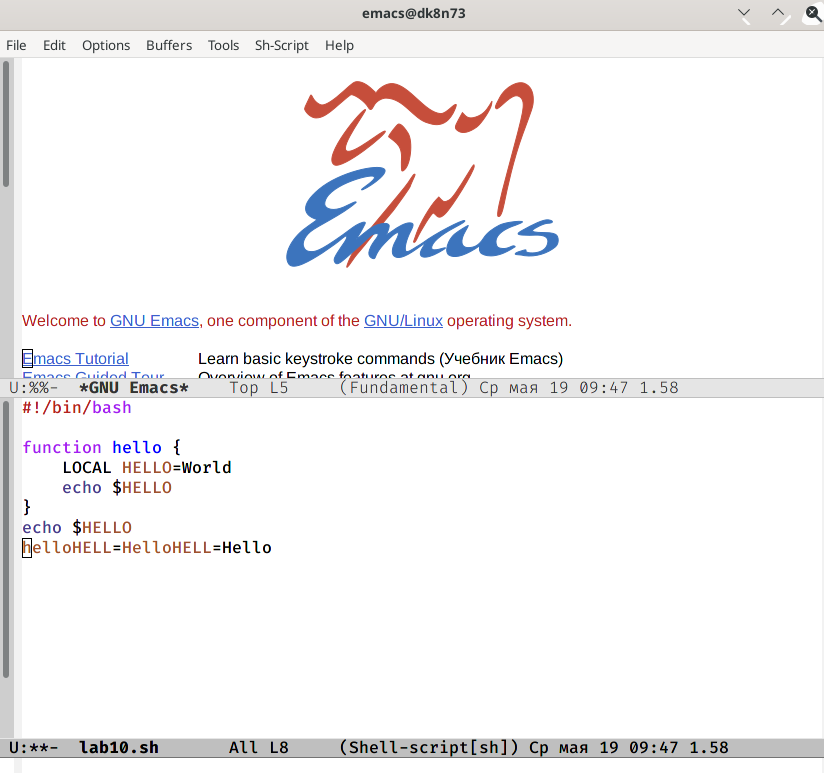 emacs@dk8n73
File Edit Options Buffers Tools Sh-Script Help
Emacs
Welcome to GNU Emacs, one component of the GNU/Linux operating system.
Emacs Tutorial Learn basic keystroke commands (Учебник Emacs)
Emacs Guided Tour Overview of Emacs features at gnu.org
U:%%- *GNU Emacs* Top L5 (Fundamental) Ср мая 19 09:47 1.58
#!/bin/bash
function hello {
    LOCAL HELLO=World
    echo $HELLO
}
echo $HELLO
helloHELL=HelloHELL=Hello
U:**- lab10.sh All L8 (Shell-script[sh]) Ср мая 19 09:47 1.58